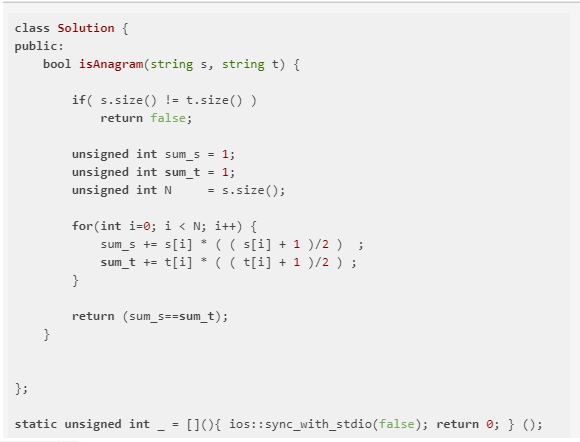 class Solution {
public:
    bool isAnagram(string s, string t) {
        if( s.size() != t.size() )
            return false;
        unsigned int sum_s = 1;
        unsigned int sum_t = 1;
        unsigned int N     = s.size();
        for(int i=0; i < N; i++) {
            sum_s += s[i] * ( ( s[i] + 1 )/2 )  ;
            sum_t += t[i] * ( ( t[i] + 1 )/2 ) ;
        }
        return (sum_s==sum_t);
    }
};
static unsigned int _ = [](){ ios::sync_with_stdio(false); return 0; } ();